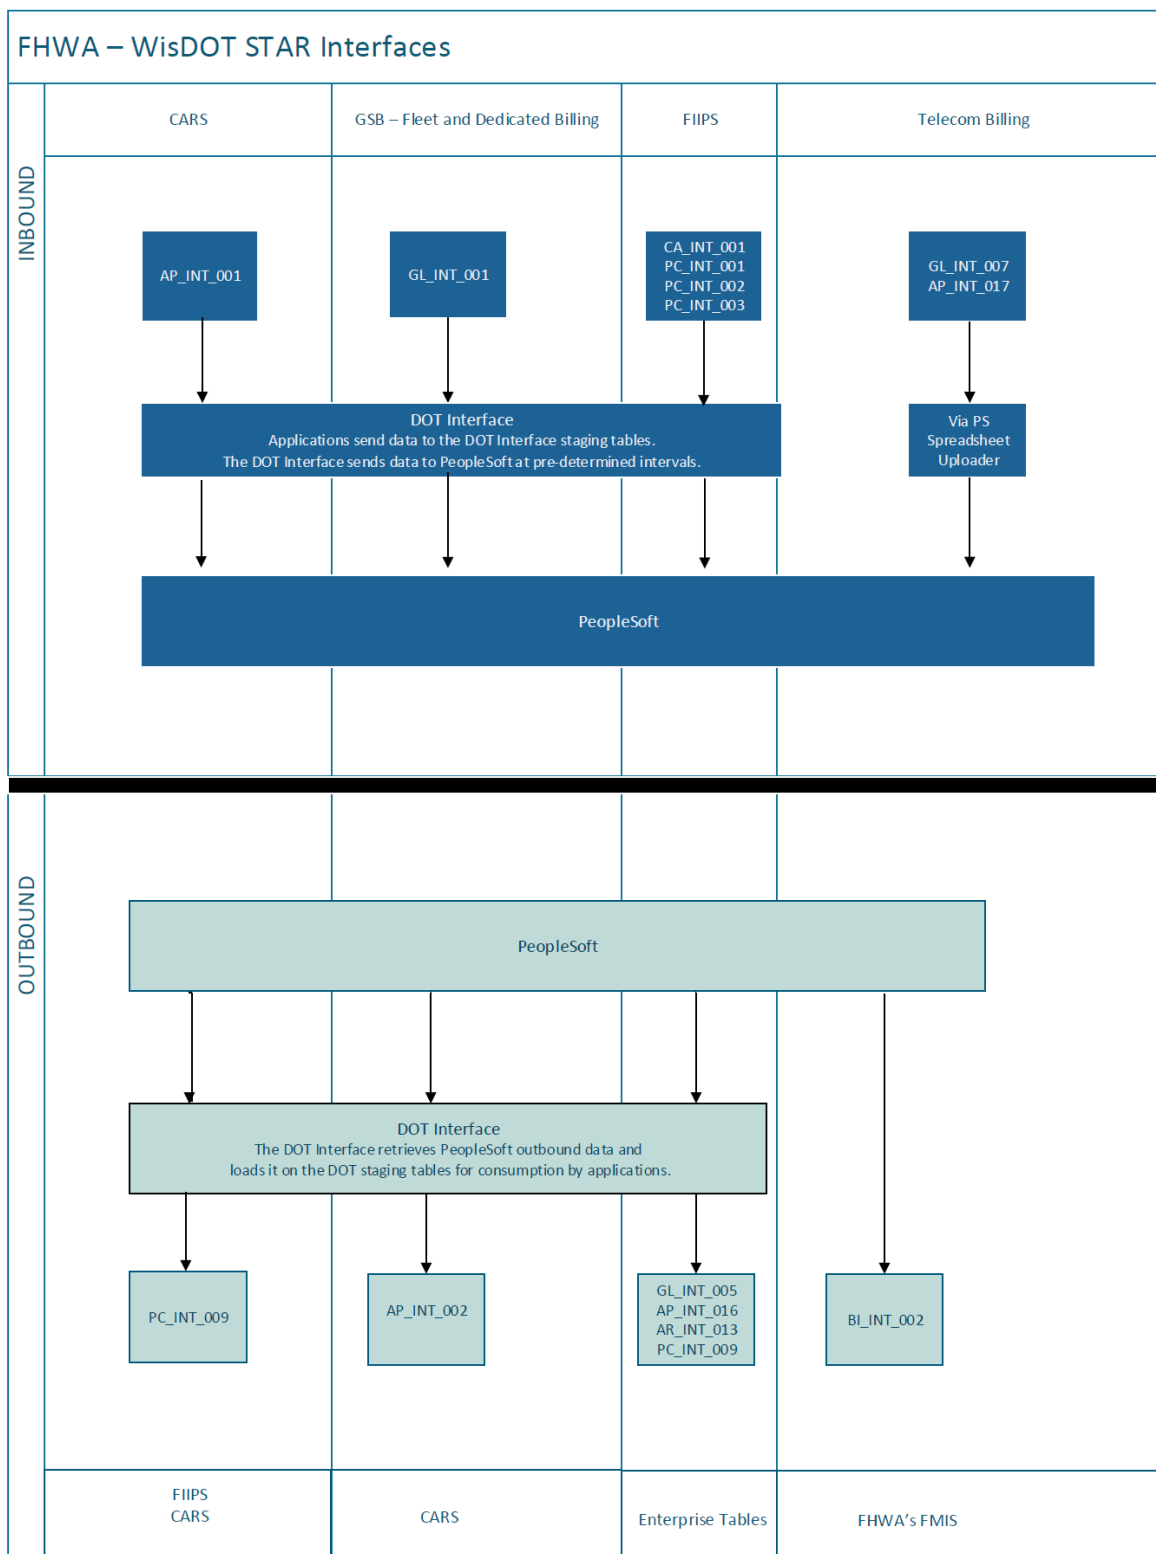 FHWA – WisDOT STAR Interfaces
INBOUND
CARS
GSB – Fleet and Dedicated Billing
FIIPS
Telecom Billing
AP_INT_001
GL_INT_001
CA_INT_001
PC_INT_001
PC_INT_002
PC_INT_003
GL_INT_007
AP_INT_017
DOT Interface
Applications send data to the DOT Interface staging tables.
The DOT Interface sends data to PeopleSoft at pre-determined intervals.
Via PS
Spreadsheet
Uploader
PeopleSoft
OUTBOUND
PeopleSoft
DOT Interface
The DOT Interface retrieves PeopleSoft outbound data and
loads it on the DOT staging tables for consumption by applications.
PC_INT_009
AP_INT_002
GL_INT_005
AP_INT_016
AR_INT_013
PC_INT_009
BI_INT_002
FIIPS
CARS
CARS
Enterprise Tables
FHWA's FMIS